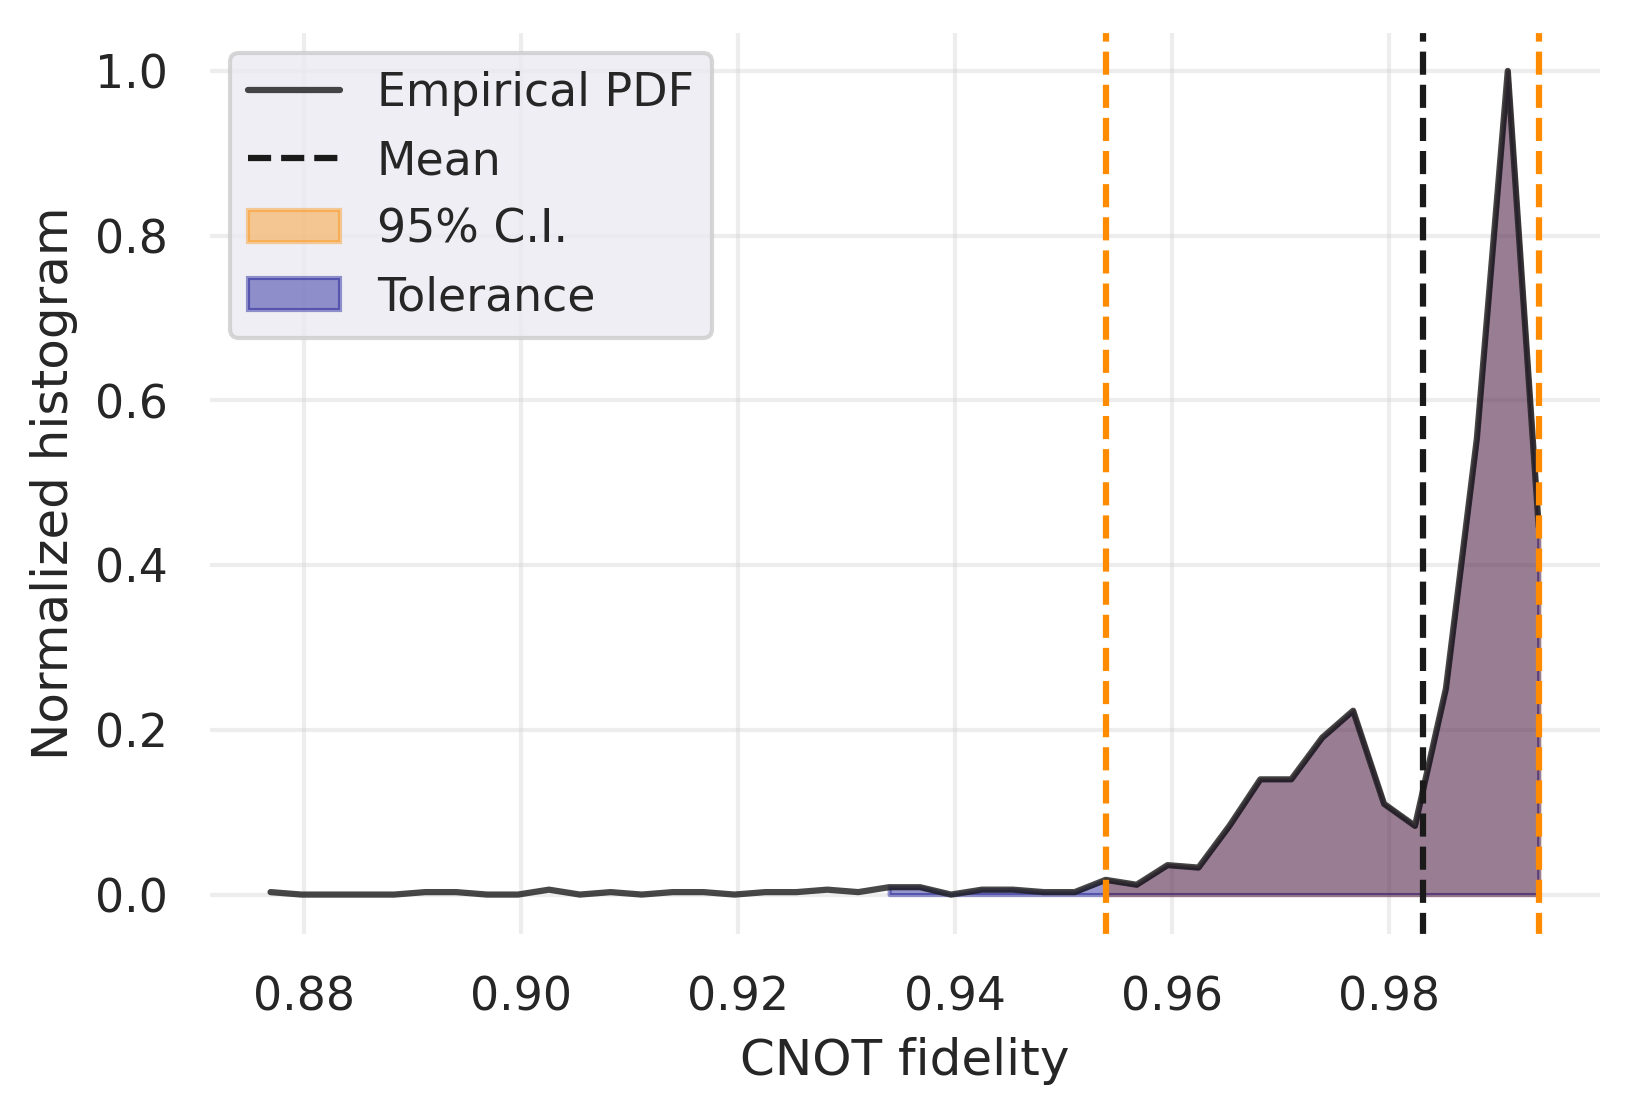 Empirical PDF
Mean
95% C.I.
Tolerance
Normalized histogram
1.0
0.8
0.6
0.4
0.2
0.0
0.88 0.90 0.92 0.94 0.96 0.98
CNOT fidelity